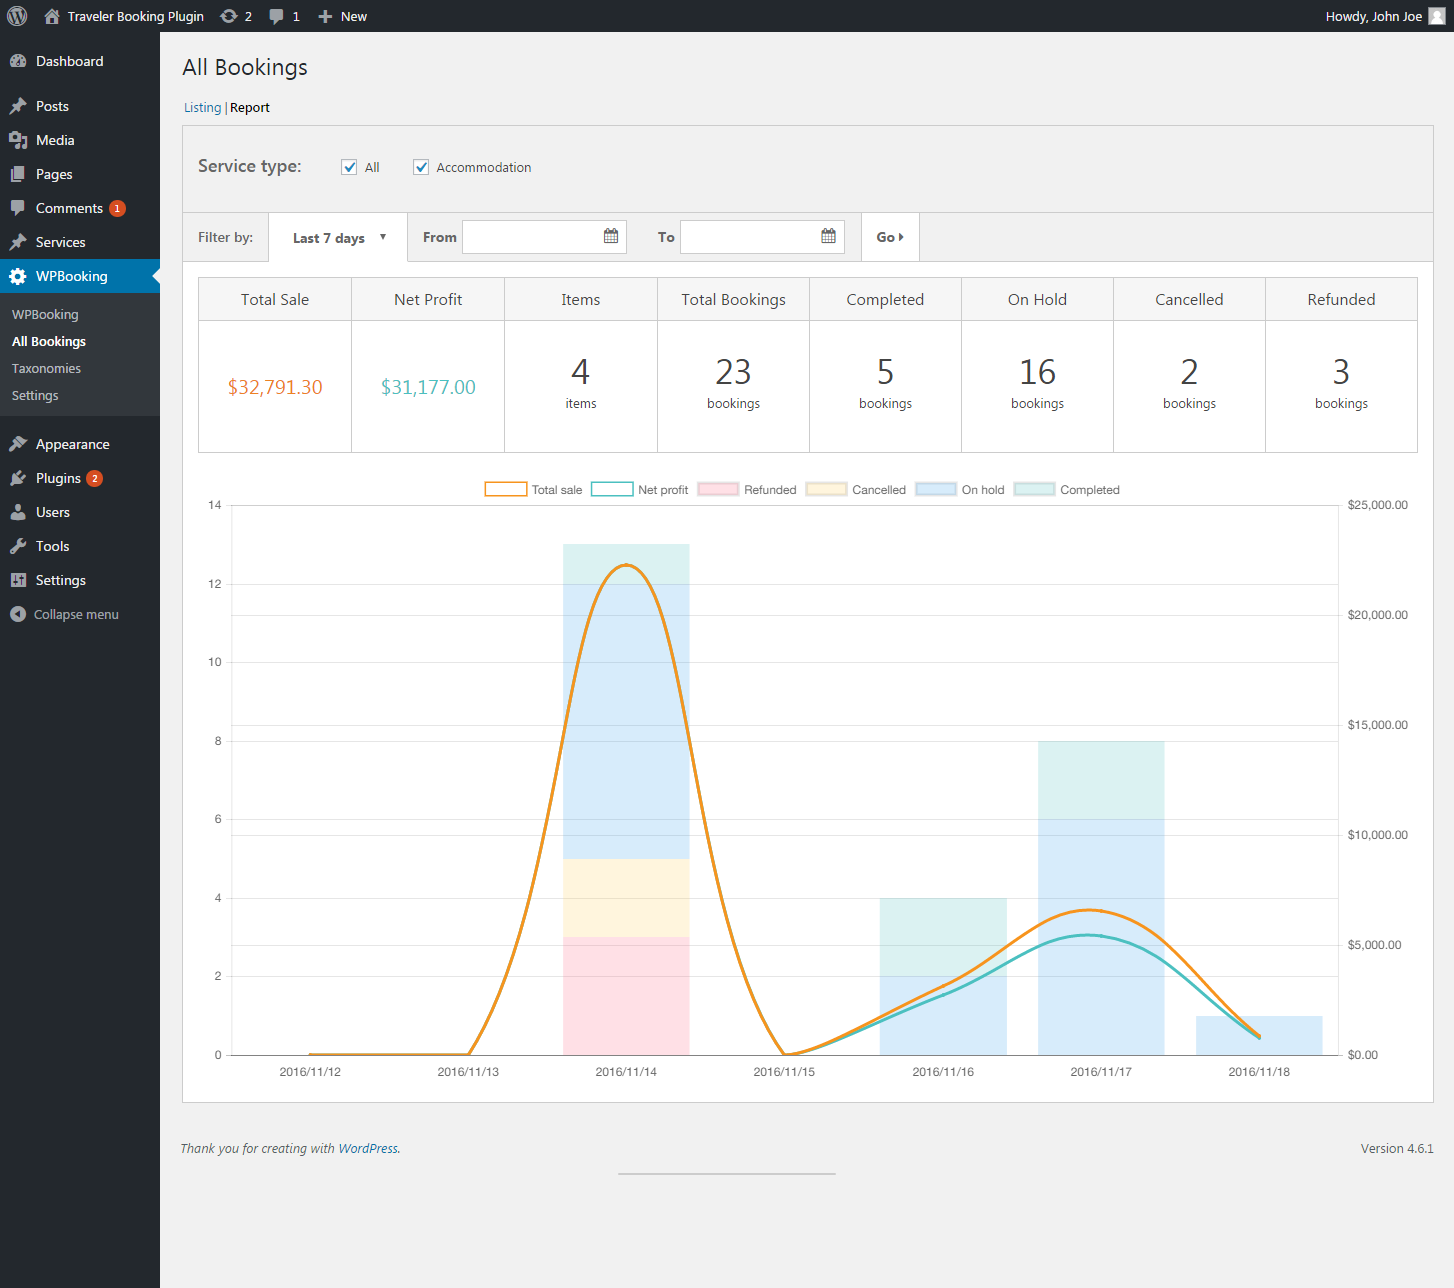 Traveler Booking Plugin 2 1 New Howdy, John Joe
Dashboard
Posts
Media
Pages
Comments 1
Services
WPBooking
WPBooking
All Bookings
Taxonomies
Settings
Appearance
Plugins 2
Users
Tools
Settings
Collapse menu
All Bookings
Listing | Report
Service type: All Accommodation
Filter by: Last 7 days From To Go
Total Sale Net Profit Items Total Bookings Completed On Hold Cancelled Refunded
$32,791.30 $31,177.00 4 23 5 16 2 3
items bookings bookings bookings bookings bookings
Total sale Net profit Refunded Cancelled On hold Completed
14 $25,000.00
12
$20,000.00
10
$15,000.00
8
6
$10,000.00
4
$5,000.00
2
0 $0.00
2016/11/12 2016/11/13 2016/11/14 2016/11/15 2016/11/16 2016/11/17 2016/11/18
Thank you for creating with WordPress. Version 4.6.1